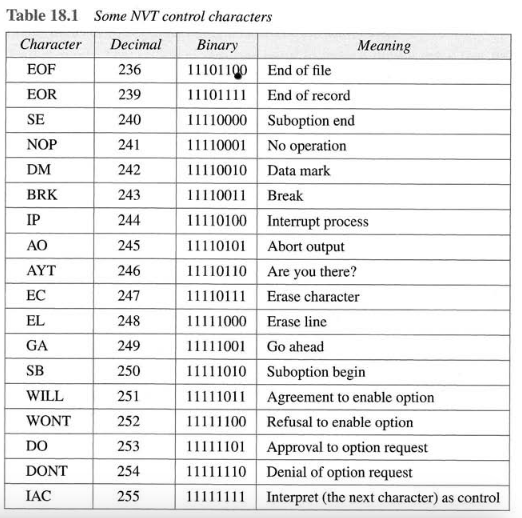 Table 18.1 Some NVT control characters
Character Decimal Binary Meaning
EOF 236 11101100 End of file
EOR 239 11101111 End of record
SE 240 11110000 Suboption end
NOP 241 11110001 No operation
DM 242 11110010 Data mark
BRK 243 11110011 Break
IP 244 11110100 Interrupt process
AO 245 11110101 Abort output
AYT 246 11110110 Are you there?
EC 247 11110111 Erase character
EL 248 11111000 Erase line
GA 249 11111001 Go ahead
SB 250 11111010 Suboption begin
WILL 251 11111011 Agreement to enable option
WONT 252 11111100 Refusal to enable option
DO 253 11111101 Approval to option request
DONT 254 11111110 Denial of option request
IAC 255 11111111 Interpret (the next character) as control